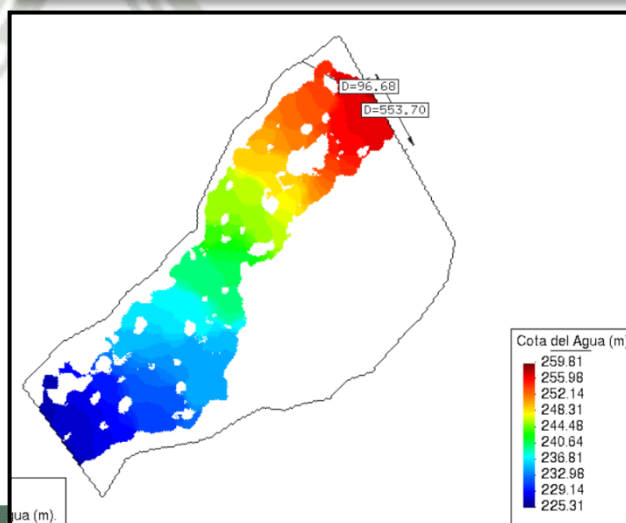 D=96.68
D=553.70
Cota del Agua (m)
259.81
255.98
252.14
248.31
244.48
240.64
236.81
232.98
229.14
225.31
gua (m).